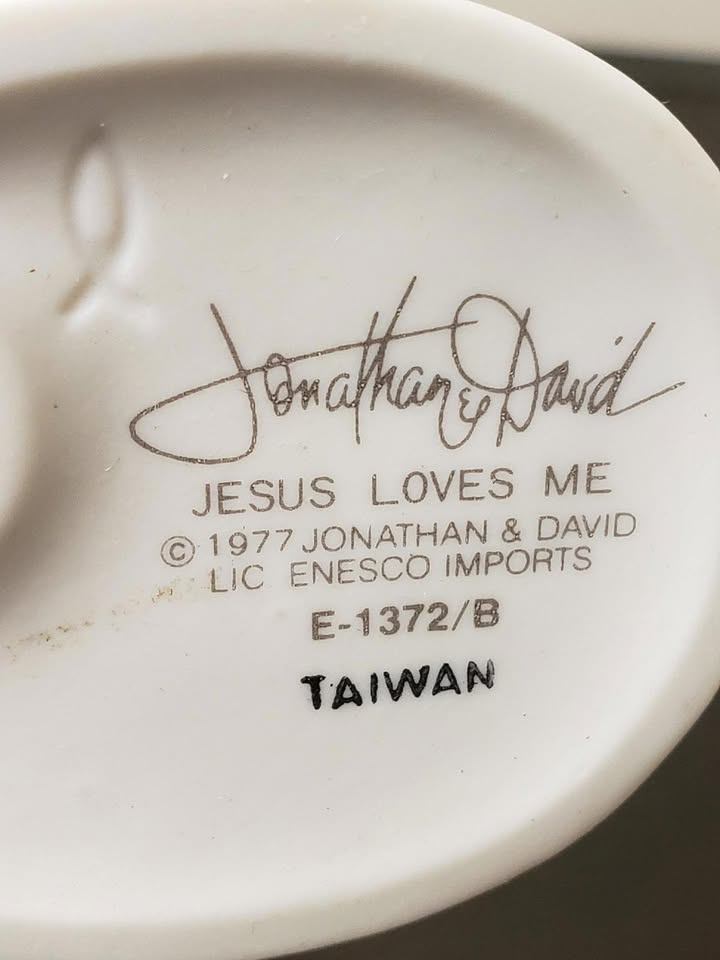 Jonathan & David
JESUS LOVES ME
© 1977 JONATHAN & DAVID
LIC ENESCO IMPORTS
E-1372/B
TAIWAN